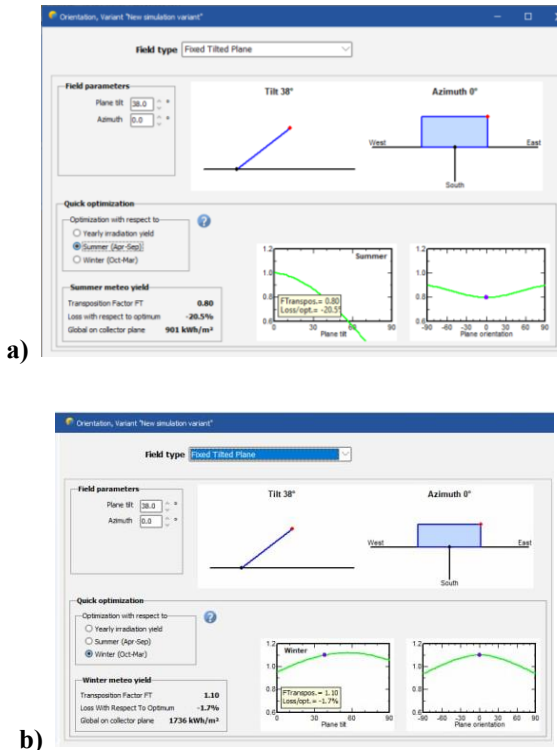 Orientation, Variant "New simulation variant"
Field type Fixed Tilted Plane
Field parameters
Plane tilt 38.0 °
Azimuth 0.0 °
Tilt 38°
Azimuth 0°
West East
South
Quick optimization
Optimization with respect to
Yearly irradiation yield
Summer (Apr-Sep)
Winter (Oct-Mar)
?
Summer meteo yield
Transposition Factor FT 0.80
Loss with respect to optimum -20.5%
Global on collector plane 901 kWh/m²
1.2
1.0
0.8
0.6
Summer
FTranspos.= 0.80
Loss/opt.= -20.5
0 30 60 90
Plane tilt
1.2
1.0
0.8
0.6
-90 -60 -30 0 30 60 90
Plane orientation
a)
Orientation, Variant "New simulation variant"
Field type Fixed Tilted Plane
Field parameters
Plane tilt 38.0 °
Azimuth 0.0 °
Tilt 38°
Azimuth 0°
West East
South
Quick optimization
Optimization with respect to
Yearly irradiation yield
Summer (Apr-Sep)
Winter (Oct-Mar)
?
Winter meteo yield
Transposition Factor FT 1.10
Loss With Respect To Optimum -1.7%
Global on collector plane 1736 kWh/m²
1.2
1.0
0.8
0.6
Winter
FTranspos.= 1.10
Loss/opt.= -1.7%
0 30 60 90
Plane tilt
1.2
1.0
0.8
0.6
-90 -60 -30 0 30 60 90
Plane orientation
b)